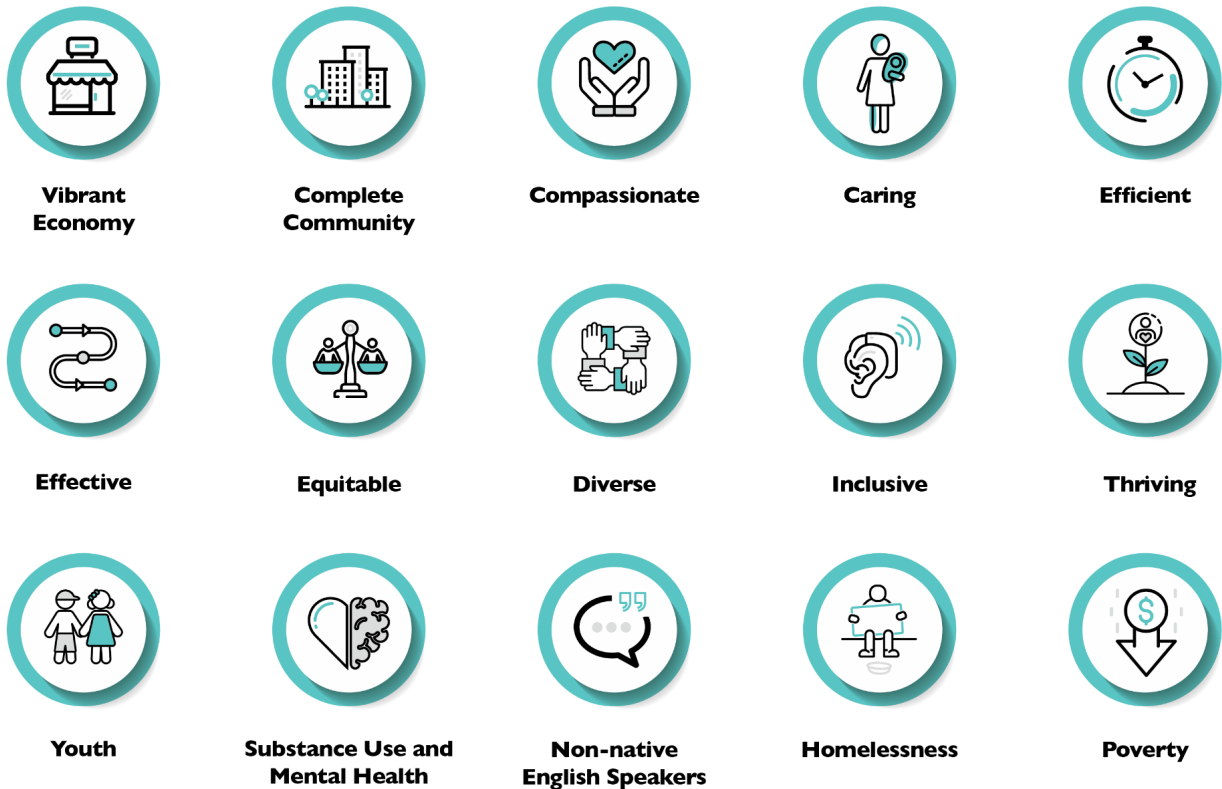 Vibrant
Economy
Complete
Community
Compassionate
Caring
Efficient
Effective
Equitable
Diverse
Inclusive
Thriving
Youth
Substance Use and
Mental Health
Non-native
English Speakers
Homelessness
Poverty